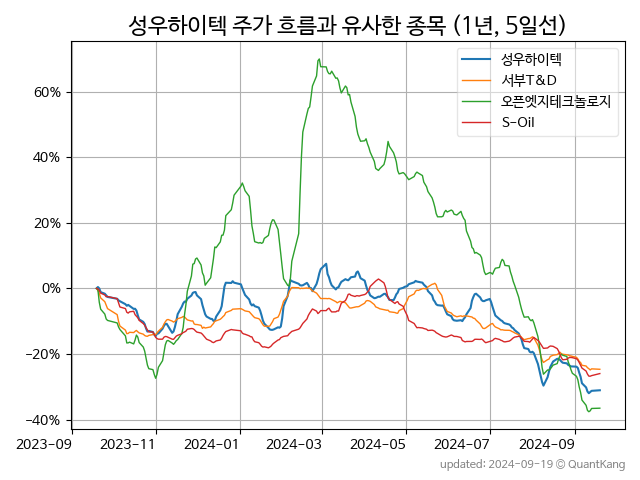 성우하이텍 주가 흐름과 유사한 종목 (1년, 5일선)
성우하이텍
서부T&D
오픈엣지테크놀로지
S-Oil
60%
40%
20%
0%
−20%
−40%
2023-09
2023-11
2024-01
2024-03
2024-05
2024-07
2024-09
updated: 2024-09-19 © QuantKang